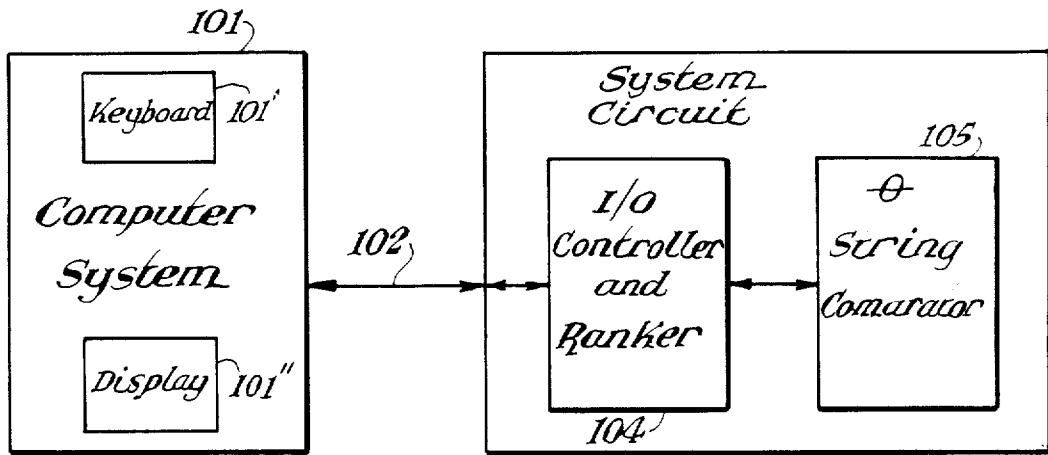 101
Keyboard
101'
Computer
System
Display
101"
102
System
Circuit
I/O
Controller
and
Ranker
104
105
θ
String
Comarator